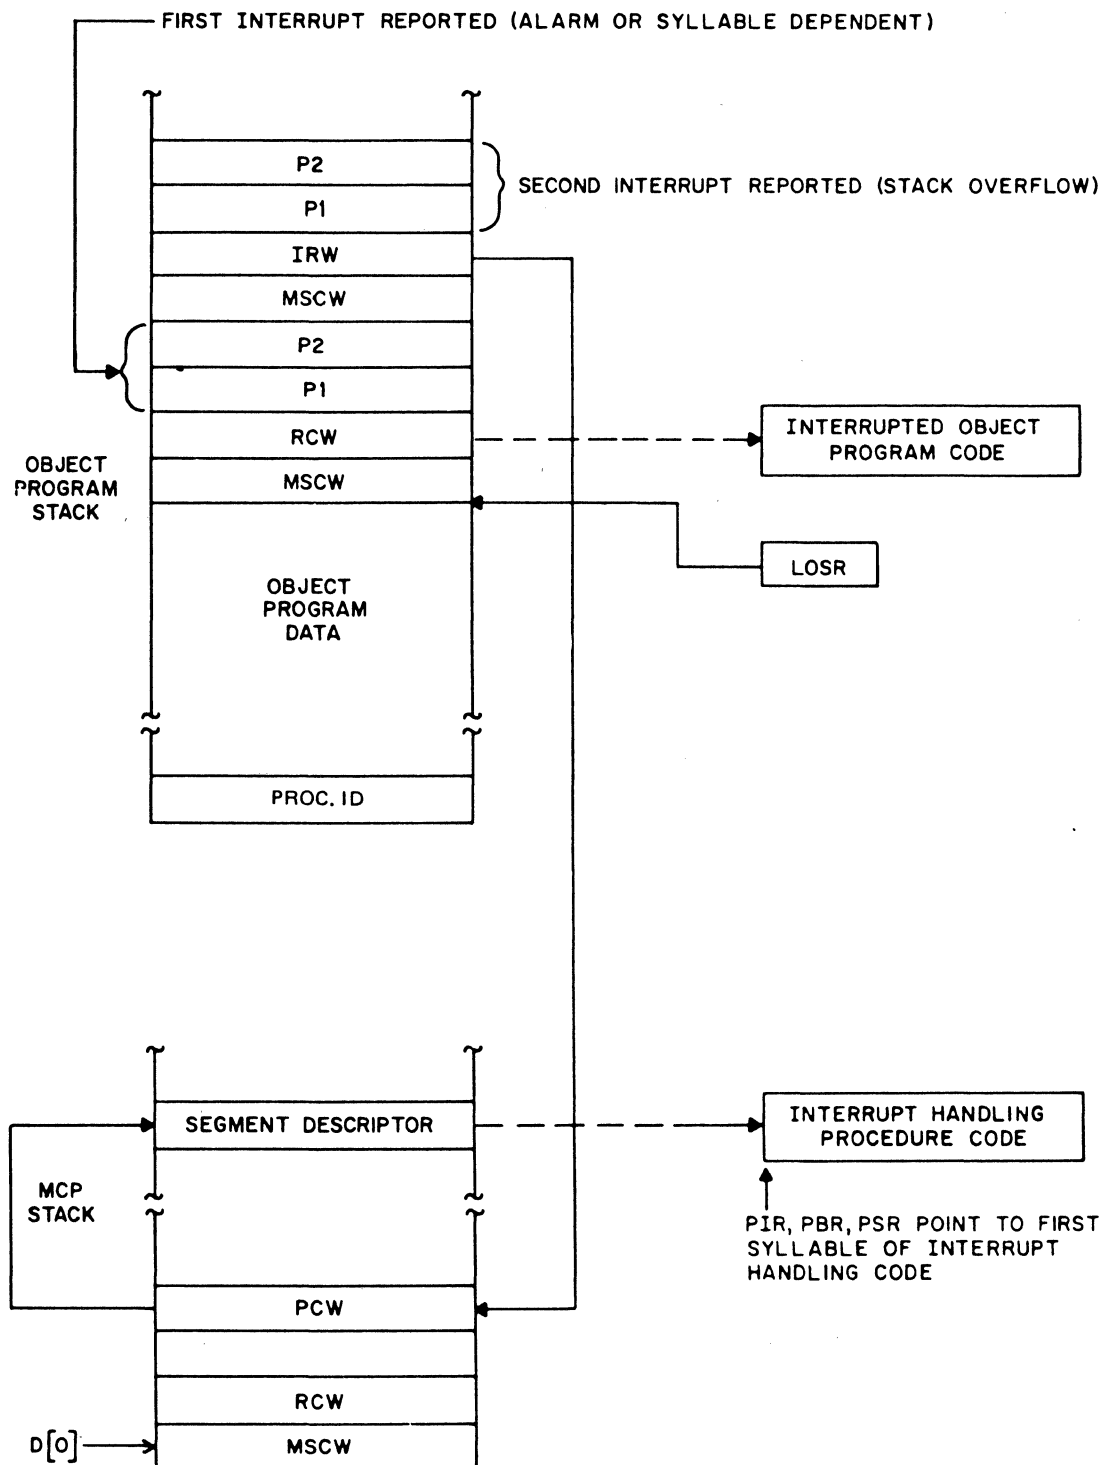 FIRST INTERRUPT REPORTED (ALARM OR SYLLABLE DEPENDENT)
P2
P1
SECOND INTERRUPT REPORTED (STACK OVERFLOW)
IRW
MSCW
P2
P1
RCW
MSCW
OBJECT
PROGRAM
STACK
INTERRUPTED OBJECT
PROGRAM CODE
LOSR
OBJECT
PROGRAM
DATA
PROC. ID
SEGMENT DESCRIPTOR
INTERRUPT HANDLING
PROCEDURE CODE
MCP
STACK
PIR, PBR, PSR POINT TO FIRST
SYLLABLE OF INTERRUPT
HANDLING CODE
PCW
RCW
D[0]
MSCW